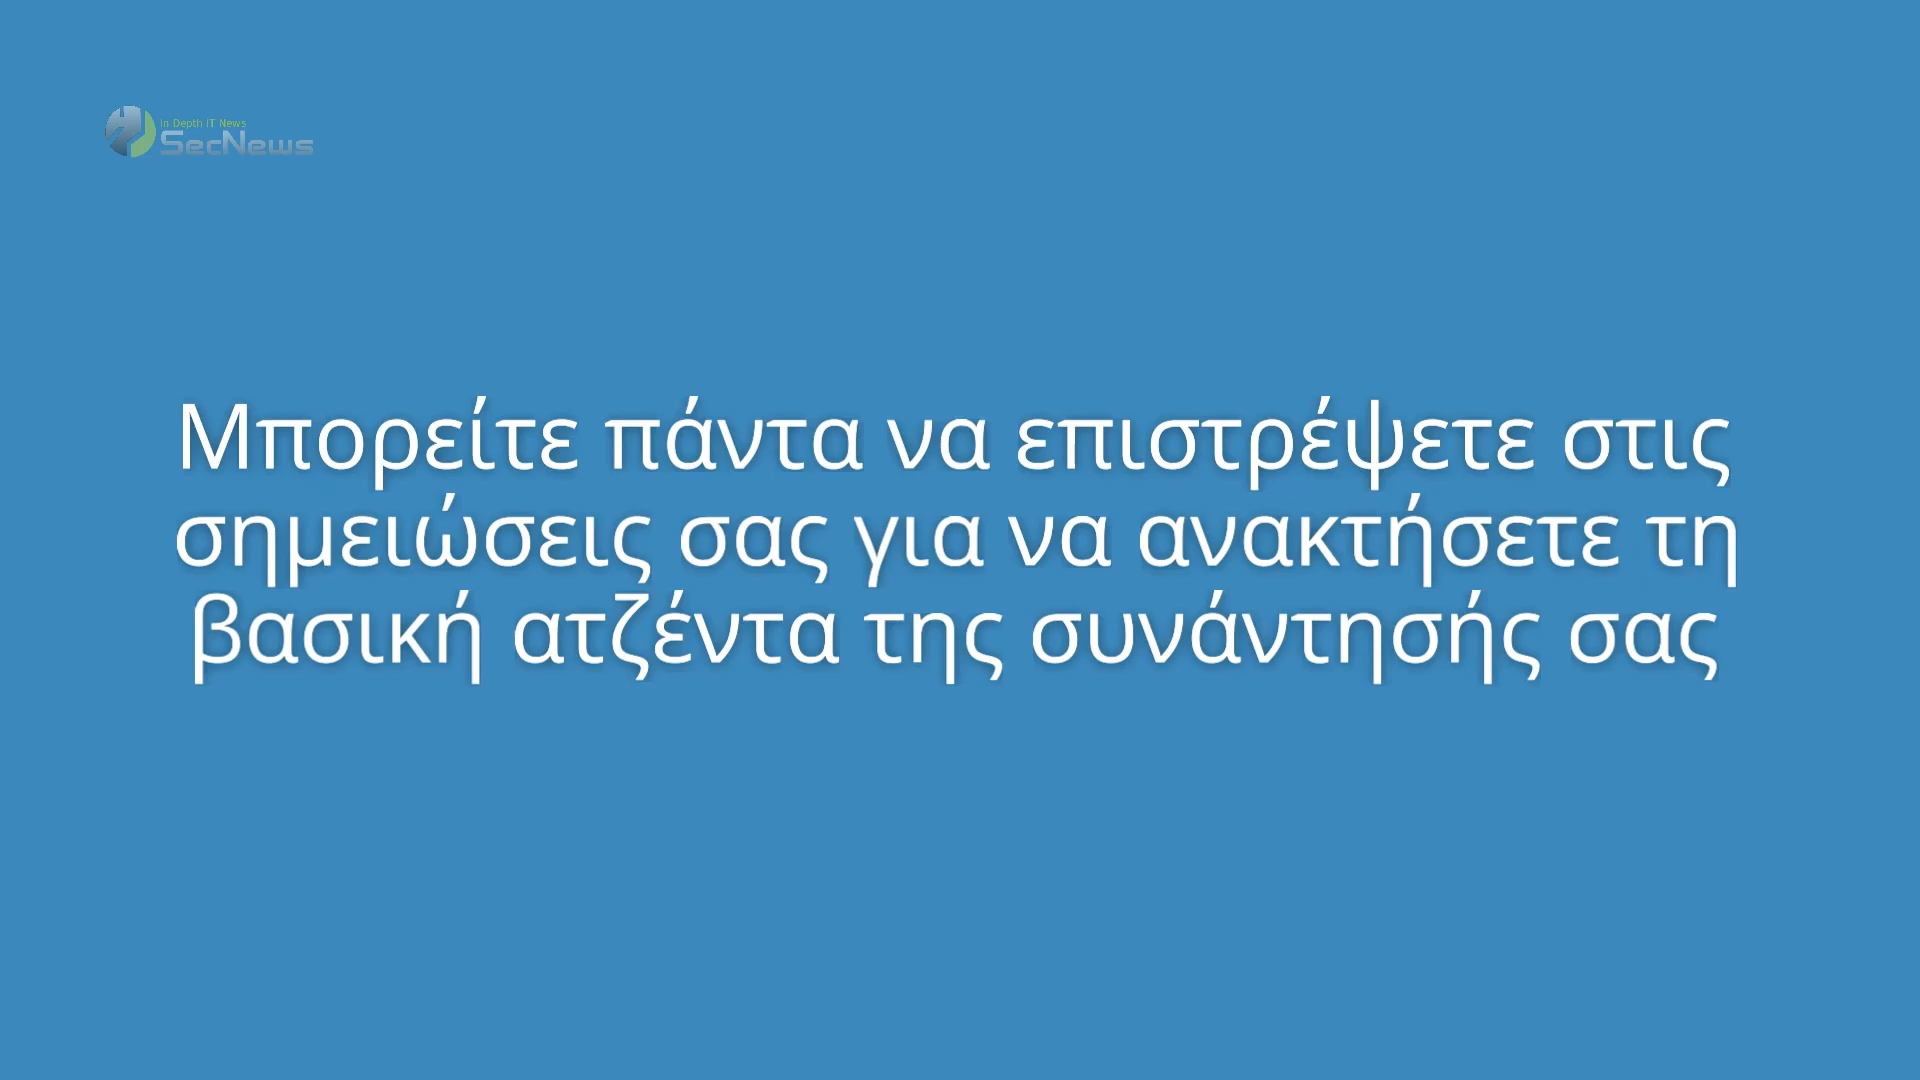 In Depth IT News
SecNews
Μπορείτε πάντα να επιστρέψετε στις
σημειώσεις σας για να ανακτήσετε τη
βασική ατζέντα της συνάντησής σας